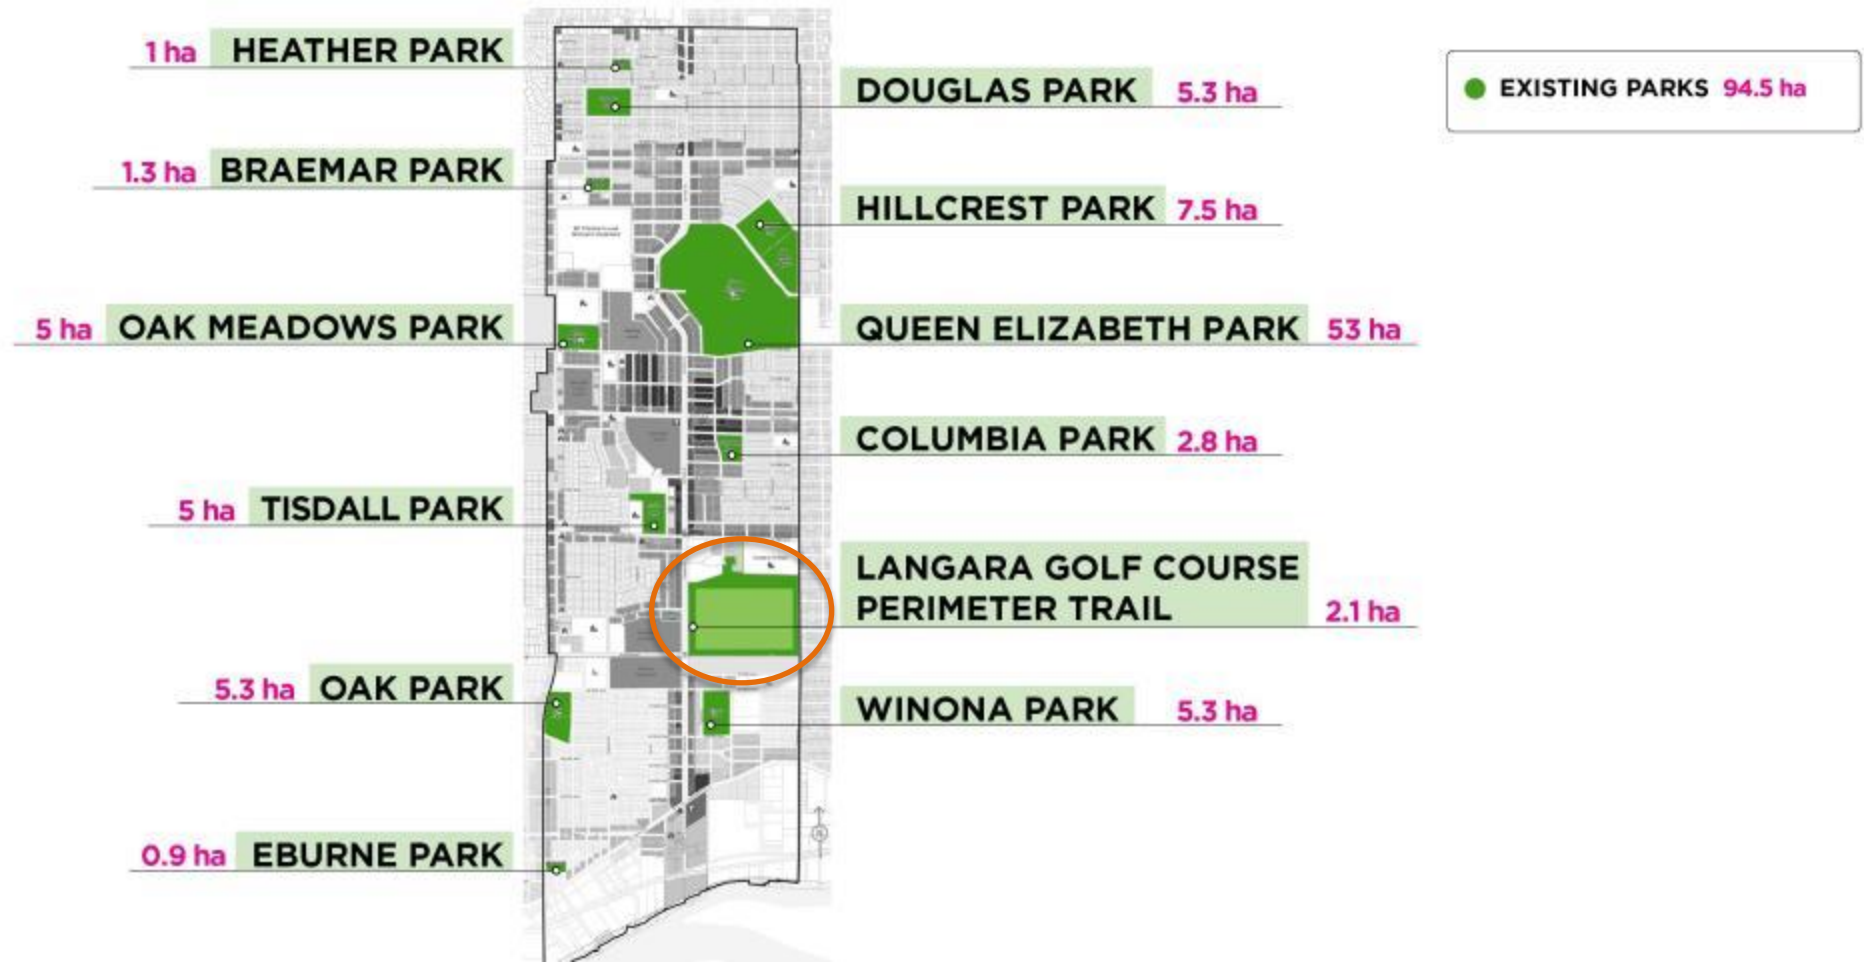 1 ha HEATHER PARK
DOUGLAS PARK 5.3 ha
EXISTING PARKS 94.5 ha
1.3 ha BRAEMAR PARK
HILLCREST PARK 7.5 ha
5 ha OAK MEADOWS PARK
QUEEN ELIZABETH PARK 53 ha
COLUMBIA PARK 2.8 ha
5 ha TISDALL PARK
LANGARA GOLF COURSE
PERIMETER TRAIL 2.1 ha
5.3 ha OAK PARK
WINONA PARK 5.3 ha
0.9 ha EBURNE PARK